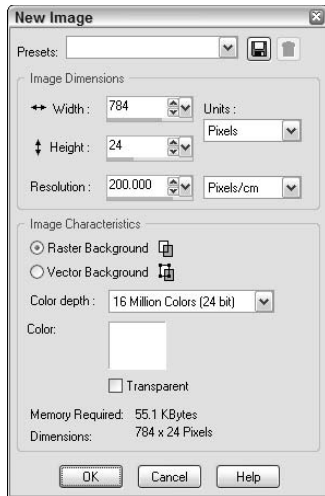 New Image
Presets:
Image Dimensions
Width : 784 Units :
Pixels
Height : 24
Resolution : 200.000 Pixels/cm
Image Characteristics
Raster Background
Vector Background
Color depth : 16 Million Colors (24 bit)
Color:
Transparent
Memory Required: 55.1 KBytes
Dimensions: 784 x 24 Pixels
OK Cancel Help